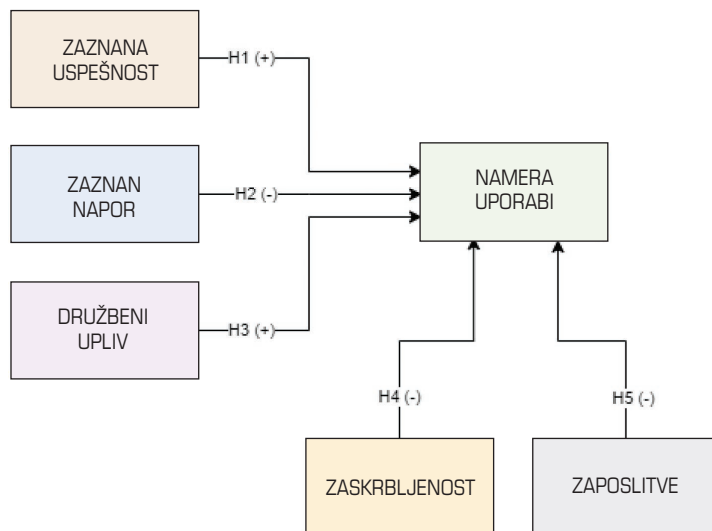 ZAZNANA
USPEŠNOST
H1 (+)
ZAZNAN
NAPOR
H2 (-)
NAMERA
UPORABI
DRUŽBENI
UPLIV
H3 (+)
H4 (-)
H5 (-)
ZASKRBLJENOST
ZAPOSLITVE